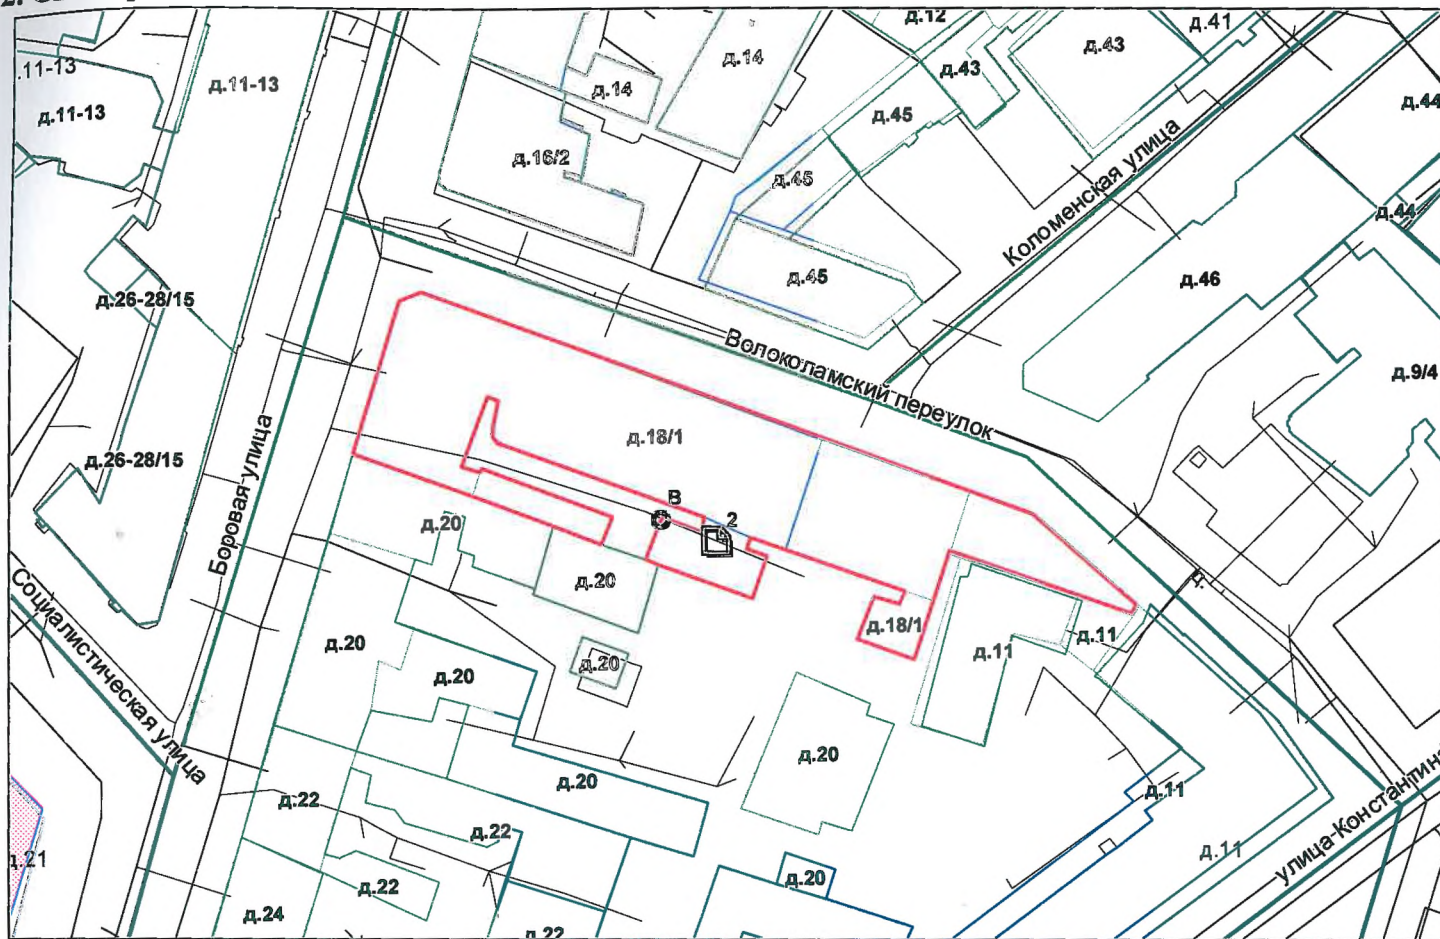 2.
д.12
д.41
.11-13
д.11-13
д.14
д.43
д.43
д.14
д.44
д.11-13
д.45
д.16/2
д.45
Коломенская улица
д.44
д.45
д.46
д.26-28/15
Волоколамский переулок
д.9/4
д.18/1
д.26-28/15
Боровая улица
В
2
д.20
д.20
д.18/1
д.11
д.11
д.20
д.20
д.20
Социалистическая улица
д.20
д.20
д.11
д.22
д.22
улица Константина
д.21
д.11
д.20
д.22
д.24
д.22